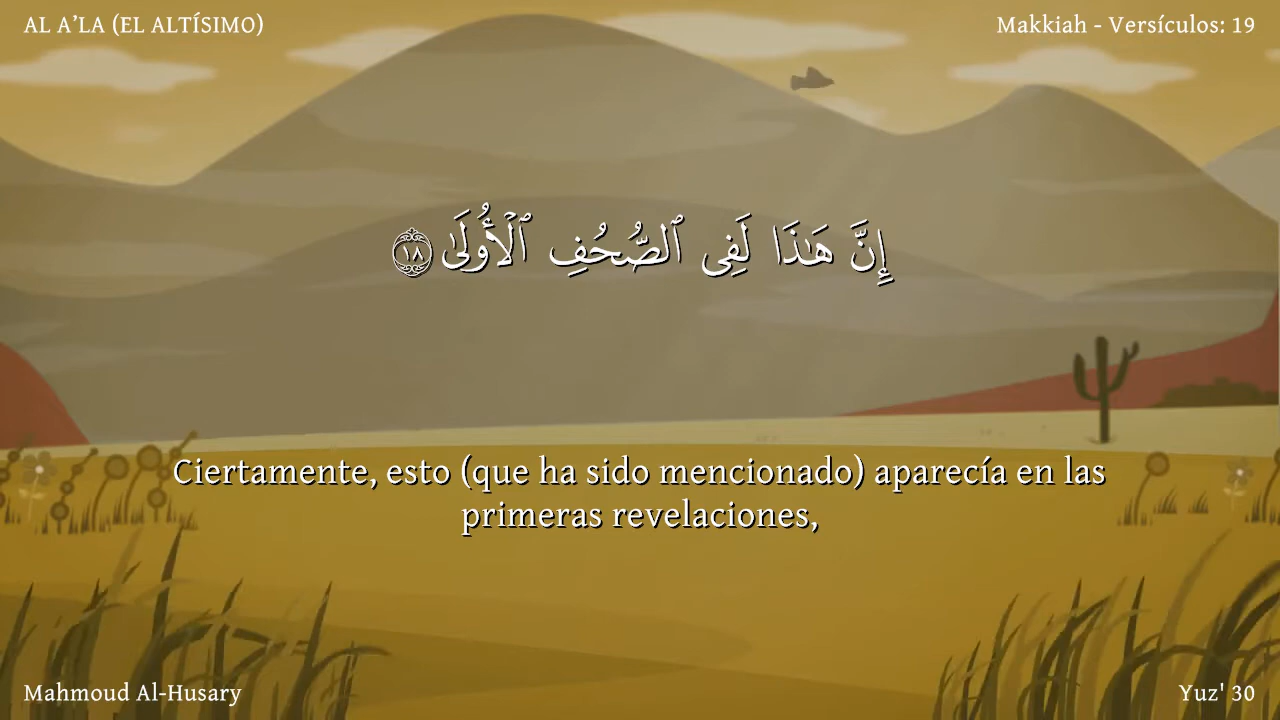 AL A’LA (EL ALTÍSIMO)
Makkiah - Versículos: 19
إِنَّ هَٰذَا لَفِى ٱلصُّحُفِ ٱلْأُولَىٰ ١٨
Ciertamente, esto (que ha sido mencionado) aparecía en las
primeras revelaciones,
Mahmoud Al-Husary
Yuz' 30